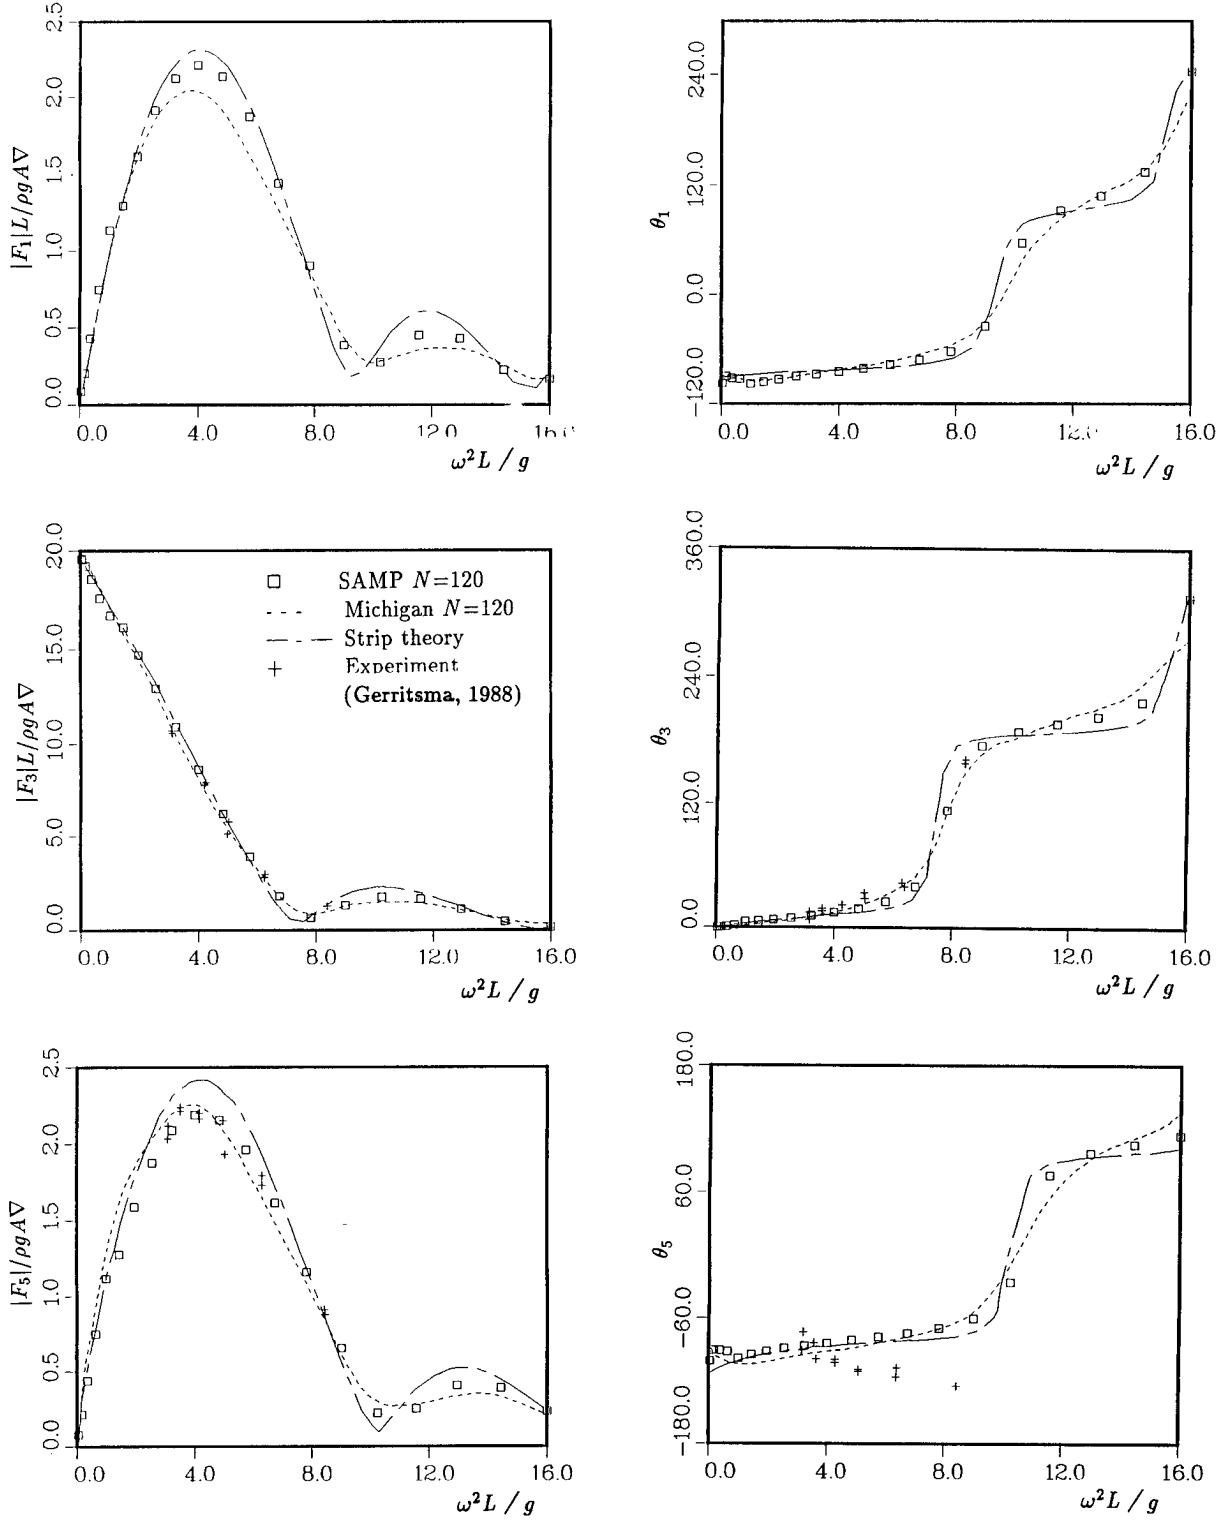 2.5
2.0
1.5
1.0
0.5
0.0
|F₁|L/ρgA∇
0.0 4.0 8.0 12.0
ω²L / g
240.0
120.0
0.0
−120.0
θ₁
0.0 4.0 8.0 12.0 16.0
ω²L / g
20.0
15.0
10.0
5.0
0.0
|F₃|L/ρgA∇
SAMP N=120
Michigan N=120
Strip theory
Experiment
(Gerritsma, 1988)
0.0 4.0 8.0 12.0 16.0
ω²L / g
360.0
240.0
120.0
0.0
θ₃
0.0 4.0 8.0 12.0 16.0
ω²L / g
2.5
2.0
1.5
1.0
0.5
0.0
|F₅|/ρgA∇
0.0 4.0 8.0 12.0 16.0
ω²L / g
180.0
60.0
−60.0
−180.0
θ₅
0.0 4.0 8.0 12.0 16.0
ω²L / g